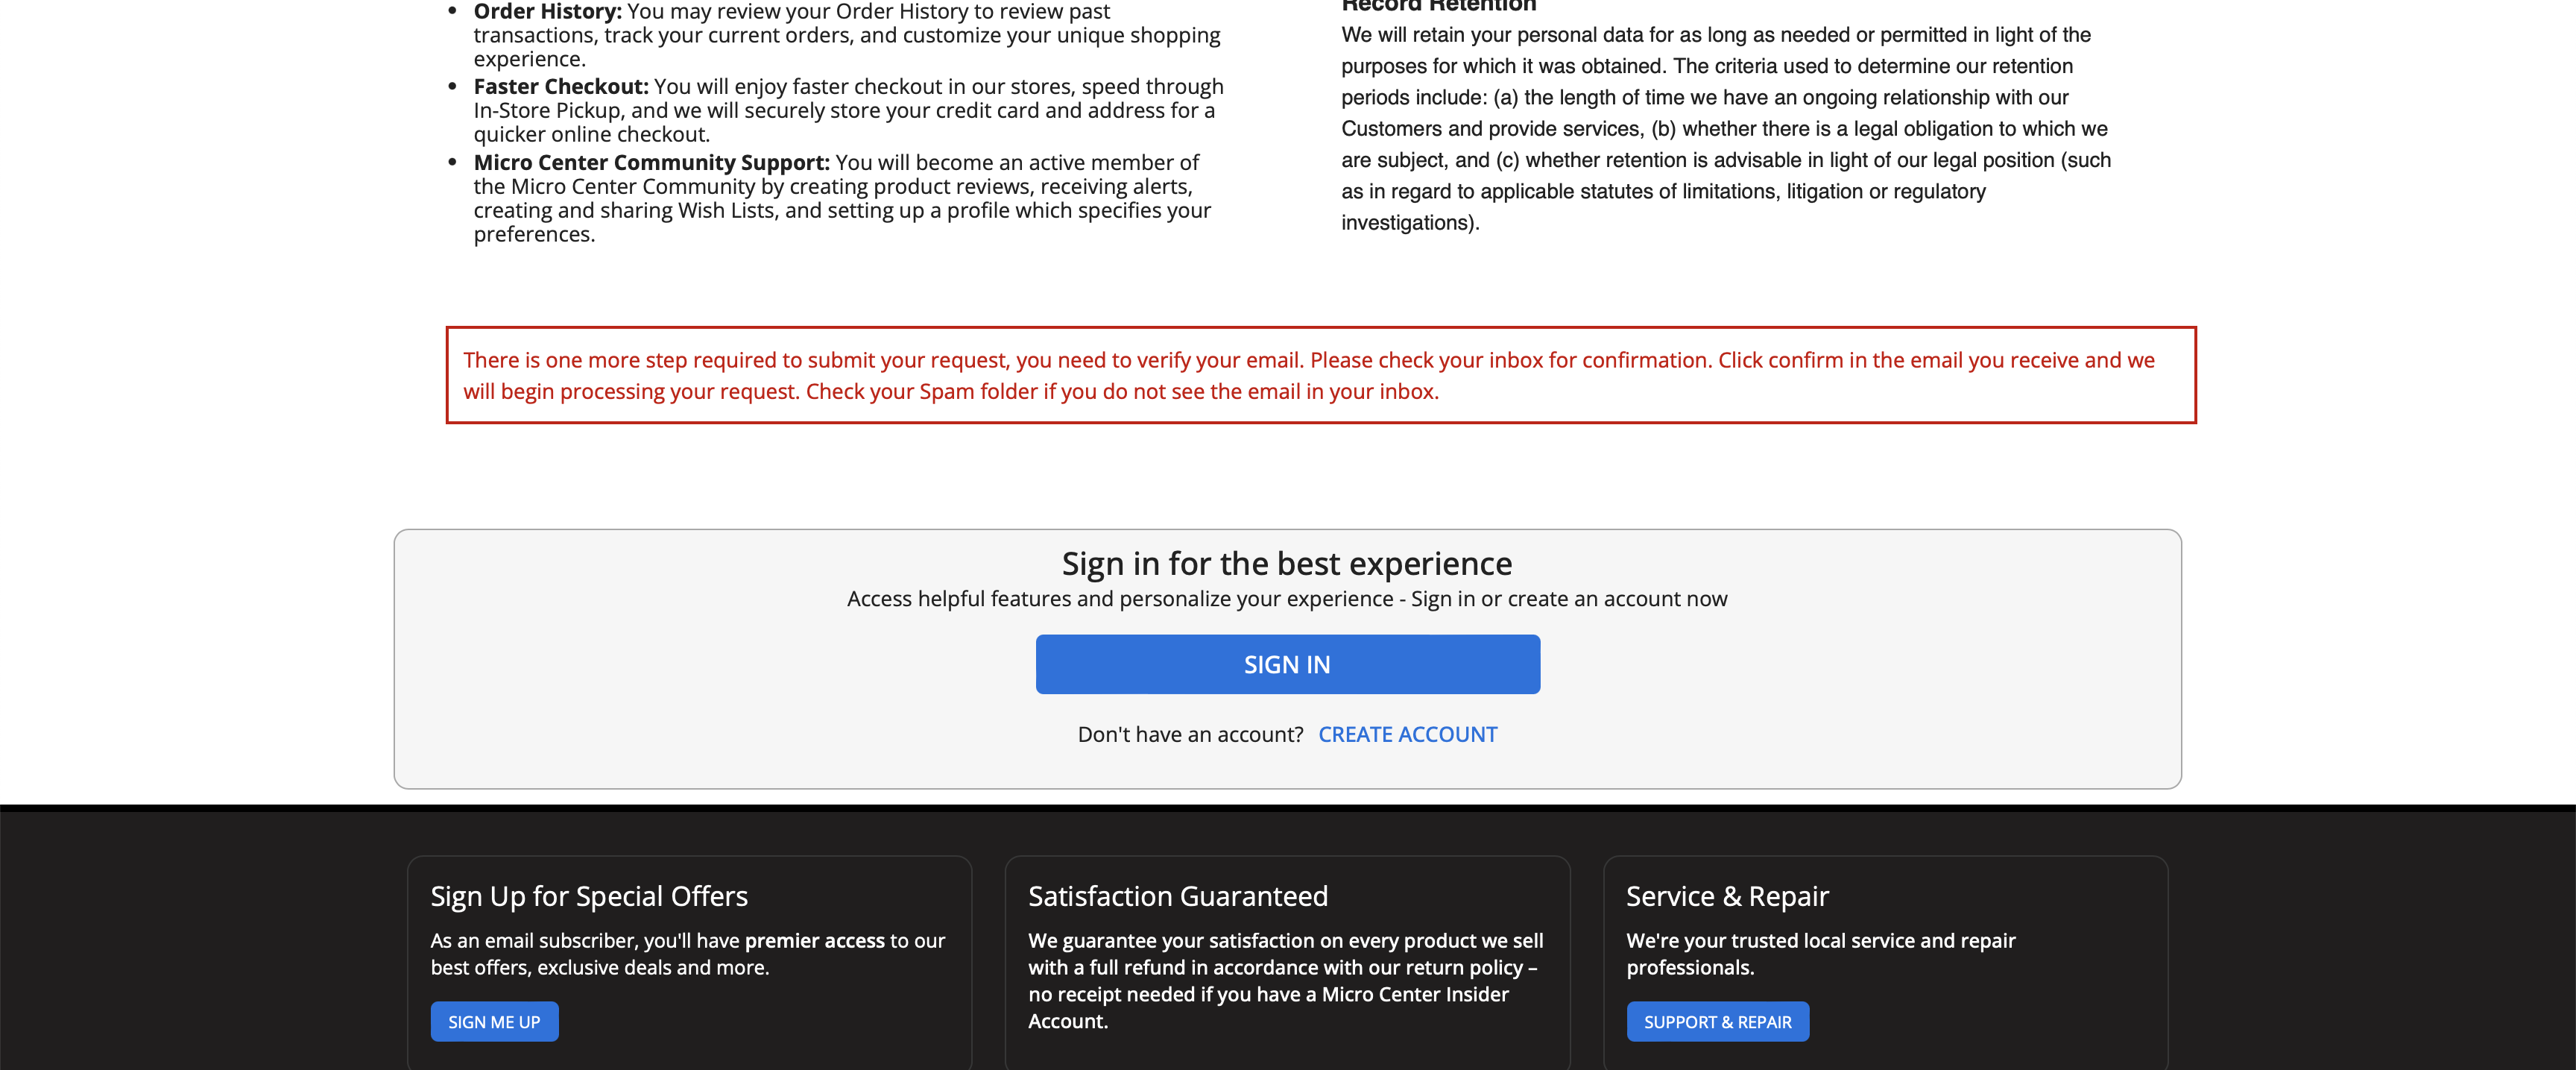 Order History: You may review your Order History to review past
transactions, track your current orders, and customize your unique shopping
experience.
Faster Checkout: You will enjoy faster checkout in our stores, speed through
In-Store Pickup, and we will securely store your credit card and address for a
quicker online checkout.
Micro Center Community Support: You will become an active member of
the Micro Center Community by creating product reviews, receiving alerts,
creating and sharing Wish Lists, and setting up a profile which specifies your
preferences.
Record Retention
We will retain your personal data for as long as needed or permitted in light of the
purposes for which it was obtained. The criteria used to determine our retention
periods include: (a) the length of time we have an ongoing relationship with our
Customers and provide services, (b) whether there is a legal obligation to which we
are subject, and (c) whether retention is advisable in light of our legal position (such
as in regard to applicable statutes of limitations, litigation or regulatory
investigations).
There is one more step required to submit your request, you need to verify your email. Please check your inbox for confirmation. Click confirm in the email you receive and we
will begin processing your request. Check your Spam folder if you do not see the email in your inbox.
Sign in for the best experience
Access helpful features and personalize your experience - Sign in or create an account now
SIGN IN
Don't have an account? CREATE ACCOUNT
Sign Up for Special Offers
As an email subscriber, you'll have premier access to our
best offers, exclusive deals and more.
SIGN ME UP
Satisfaction Guaranteed
We guarantee your satisfaction on every product we sell
with a full refund in accordance with our return policy –
no receipt needed if you have a Micro Center Insider
Account.
Service & Repair
We're your trusted local service and repair
professionals.
SUPPORT & REPAIR